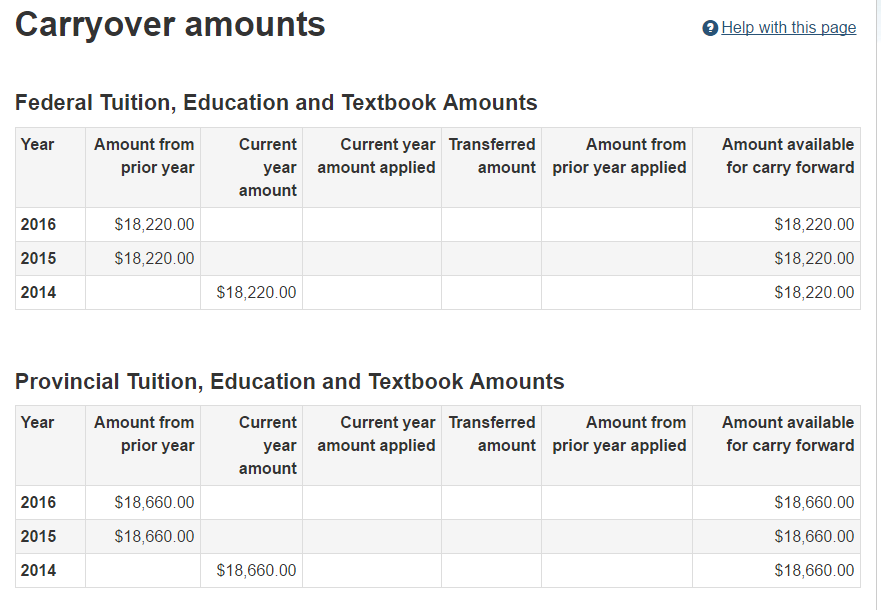 Carryover amounts
? Help with this page
Federal Tuition, Education and Textbook Amounts
Year Amount from prior year Current year amount Current year amount applied Transferred amount Amount from prior year applied Amount available for carry forward
2016 $18,220.00 $18,220.00
2015 $18,220.00 $18,220.00
2014 $18,220.00 $18,220.00
Provincial Tuition, Education and Textbook Amounts
Year Amount from prior year Current year amount Current year amount applied Transferred amount Amount from prior year applied Amount available for carry forward
2016 $18,660.00 $18,660.00
2015 $18,660.00 $18,660.00
2014 $18,660.00 $18,660.00